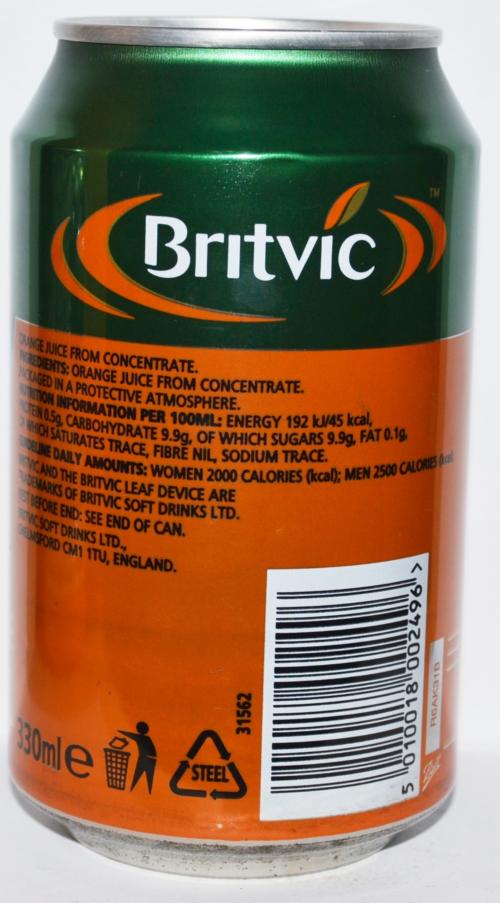 Britvic
TM
ORANGE JUICE FROM CONCENTRATE.
INGREDIENTS: ORANGE JUICE FROM CONCENTRATE.
PACKAGED IN A PROTECTIVE ATMOSPHERE.
NUTRITION INFORMATION PER 100ML: ENERGY 192 kJ/45 kcal,
PROTEIN 0.5g, CARBOHYDRATE 9.9g, OF WHICH SUGARS 9.9g, FAT 0.1g,
OF WHICH SATURATES TRACE, FIBRE NIL, SODIUM TRACE.
GUIDELINE DAILY AMOUNTS: WOMEN 2000 CALORIES (kcal); MEN 2500 CALORIES (kcal)
BRITVIC AND THE BRITVIC LEAF DEVICE ARE
TRADEMARKS OF BRITVIC SOFT DRINKS LTD.
BEST BEFORE END: SEE END OF CAN.
BRITVIC SOFT DRINKS LTD.,
CHELMSFORD CM1 1TU, ENGLAND.
330ml e
STEEL
31562
5 010018 002496 >
R6AK31B